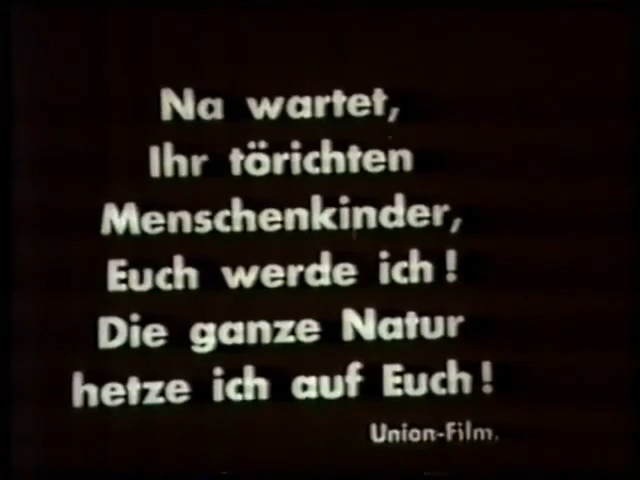 Na wartet,
Ihr törichten
Menschenkinder,
Euch werde ich!
Die ganze Natur
hetze ich auf Euch!
Union-Film.